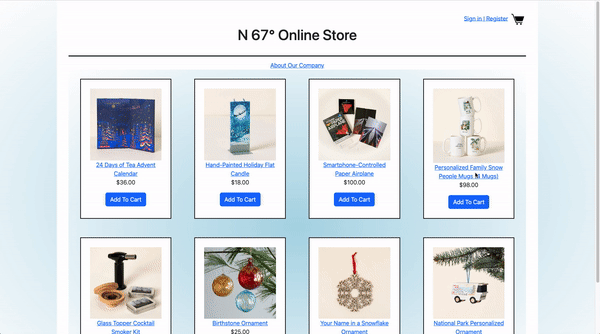 Sign in | Register
N 67° Online Store
About Our Company
24 Days of Tea Advent
Calendar
$36.00
Add To Cart
Hand-Painted Holiday Flat
Candle
$18.00
Add To Cart
Smartphone-Controlled
Paper Airplane
$100.00
Add To Cart
Personalized Family Snow
People Mugs Mugs)
$98.00
Add To Cart
Glass Topper Cocktail
Smoker Kit
Birthstone Ornament
$25.00
Your Name in a Snowflake
Ornament
National Park Personalized
Ornament